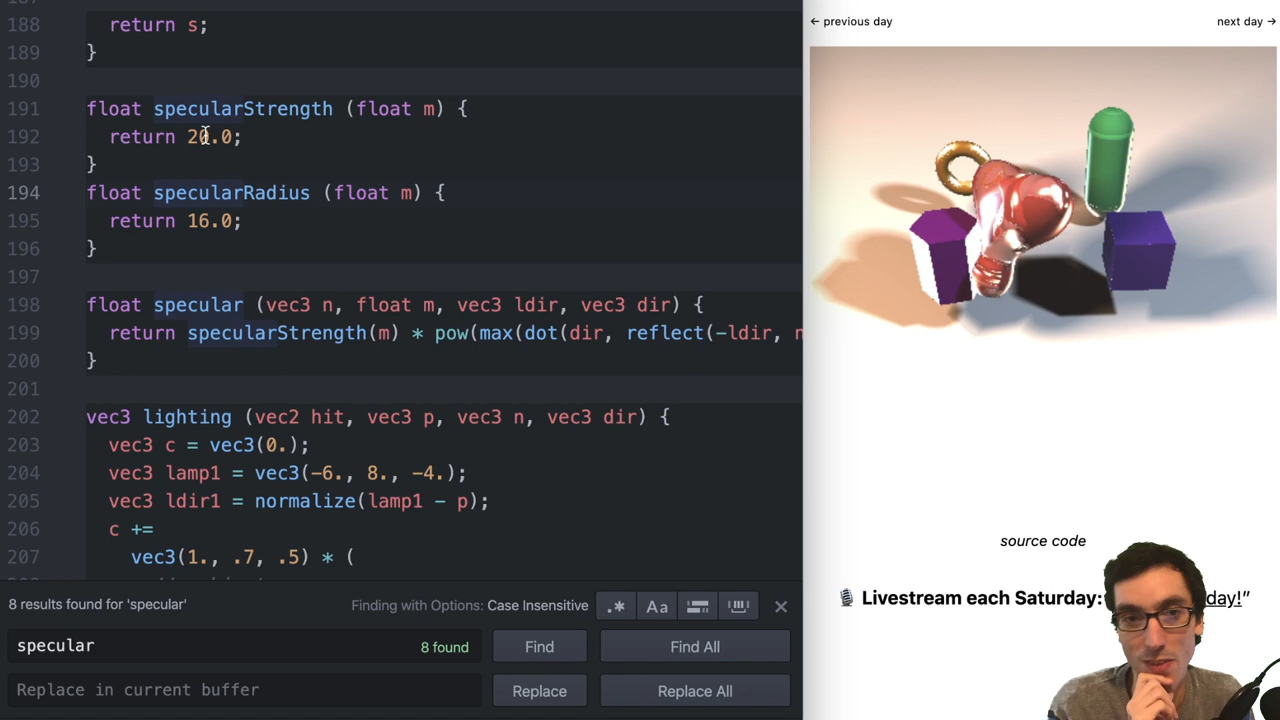 187
188 return s;
189 }
190
191 float specularStrength (float m) {
192 return 20.0;
193 }
194 float specularRadius (float m) {
195 return 16.0;
196 }
197
198 float specular (vec3 n, float m, vec3 ldir, vec3 dir) {
199 return specularStrength(m) * pow(max(dot(dir, reflect(-ldir, n
200 }
201
202 vec3 lighting (vec2 hit, vec3 p, vec3 n, vec3 dir) {
203 vec3 c = vec3(0.);
204 vec3 lamp1 = vec3(-6., 8., -4.);
205 vec3 ldir1 = normalize(lamp1 - p);
206 c +=
207 vec3(1., .7, .5) * (
8 results found for 'specular'
Finding with Options: Case Insensitive
.* Aa
specular
8 found
Find
Find All
Replace in current buffer
Replace
Replace All
← previous day
next day →
source code
🎙 Livestream each Saturday: day!”